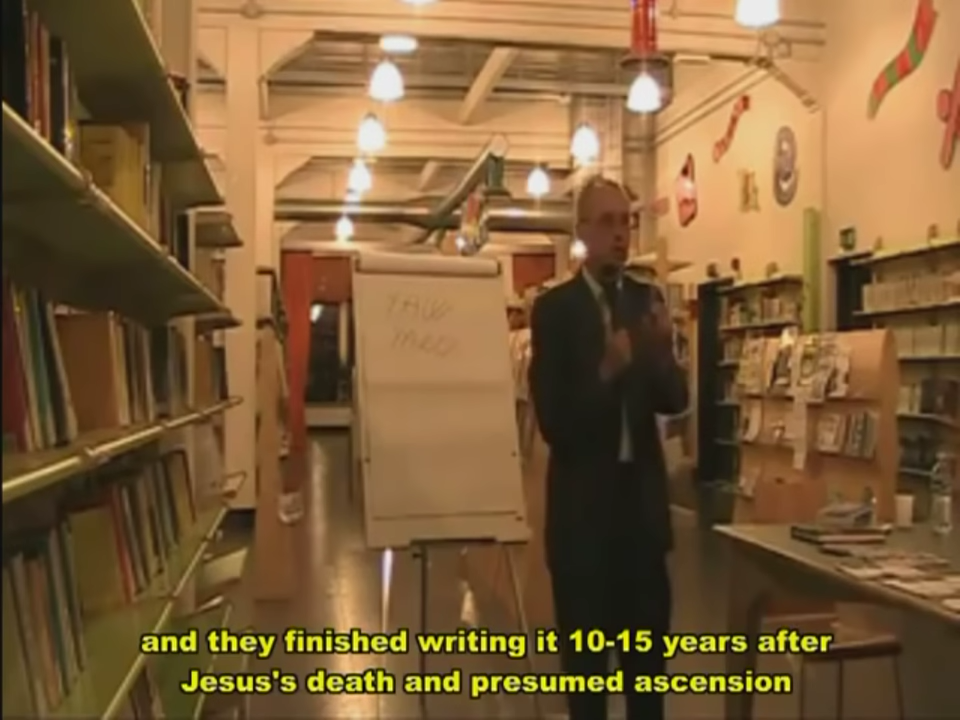 and they finished writing it 10-15 years after
Jesus's death and presumed ascension